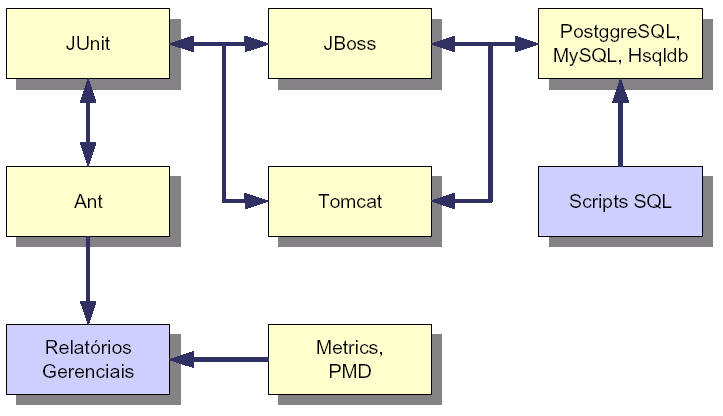 JUnit
JBoss
PostggreSQL,
MySQL, Hsqldb
Ant
Tomcat
Scripts SQL
Relatórios
Gerenciais
Metrics,
PMD